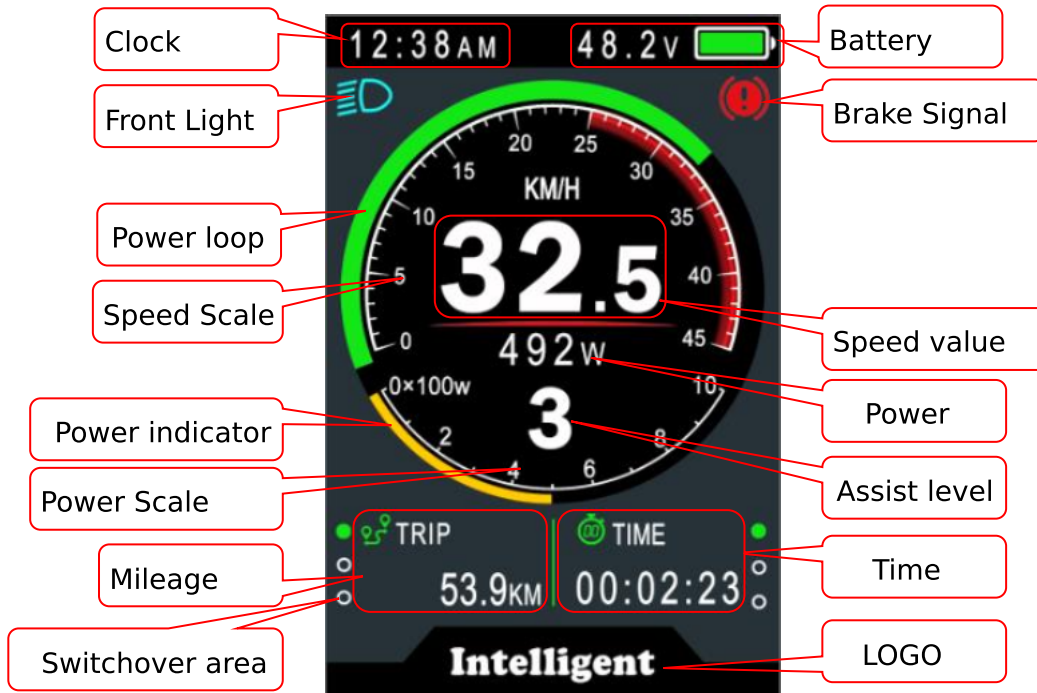 Clock
12:38AM
48.2V
Battery
Front Light
Brake Signal
20
25
15
30
KM/H
10
35
Power loop
32.5
5
40
Speed Scale
0
45
492W
Speed value
0×100w
10
Power
3
Power indicator
2
8
4
6
Power Scale
Assist level
TRIP
TIME
00
Mileage
53.9KM
00:02:23
Time
Switchover area
Intelligent
LOGO